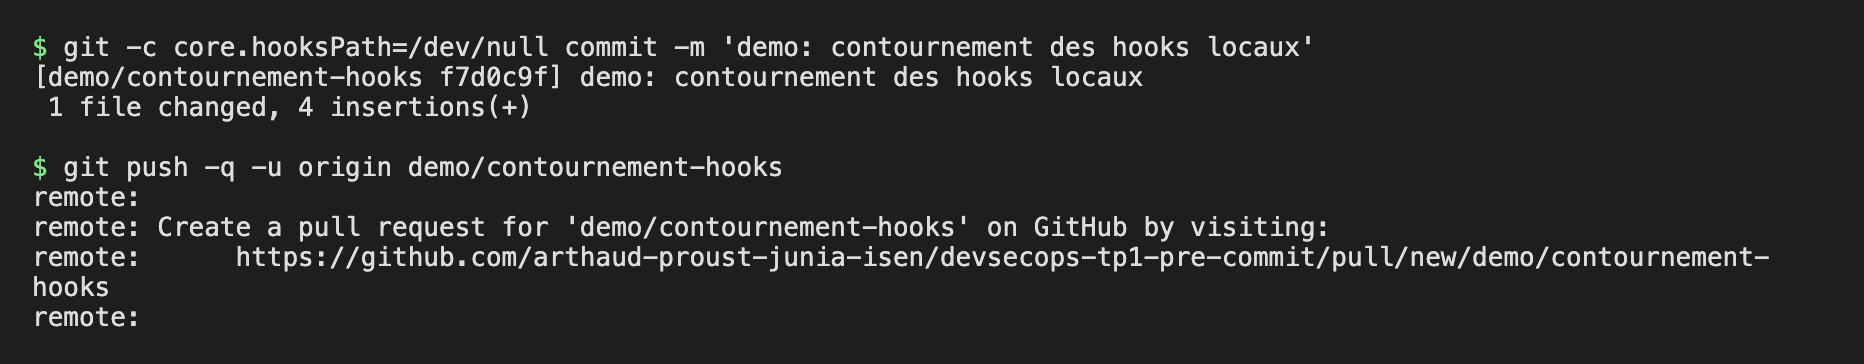 $ git -c core.hooksPath=/dev/null commit -m 'demo: contournement des hooks locaux'
[demo/contournement-hooks f7d0c9f] demo: contournement des hooks locaux
 1 file changed, 4 insertions(+)

$ git push -q -u origin demo/contournement-hooks
remote:
remote: Create a pull request for 'demo/contournement-hooks' on GitHub by visiting:
remote:      https://github.com/arthaud-proust-junia-isen/devsecops-tp1-pre-commit/pull/new/demo/contournement-
hooks
remote: